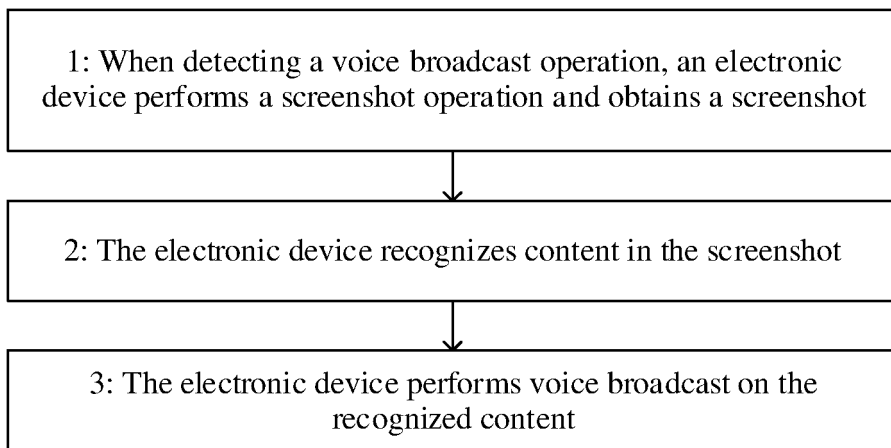 1: When detecting a voice broadcast operation, an electronic
device performs a screenshot operation and obtains a screenshot
2: The electronic device recognizes content in the screenshot
3: The electronic device performs voice broadcast on the
recognized content